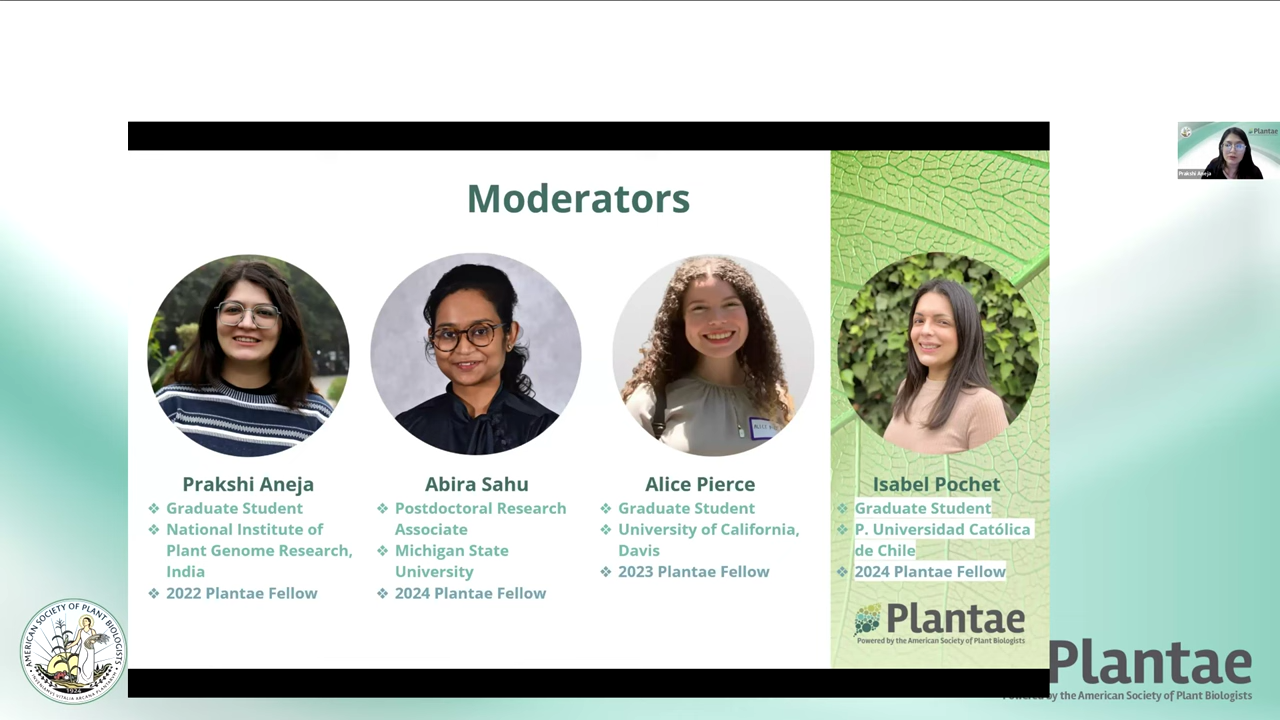 Plantae
Prakshi Aneja
Moderators
Prakshi Aneja
❖ Graduate Student
❖ National Institute of
Plant Genome Research,
India
❖ 2022 Plantae Fellow
Abira Sahu
❖ Postdoctoral Research
Associate
❖ Michigan State
University
❖ 2024 Plantae Fellow
Alice Pierce
❖ Graduate Student
❖ University of California,
Davis
❖ 2023 Plantae Fellow
Isabel Pochet
❖ Graduate Student
❖ P. Universidad Católica
de Chile
❖ 2024 Plantae Fellow
Plantae
Powered by the American Society of Plant Biologists
AMERICAN SOCIETY OF PLANT BIOLOGISTS
1924
Plantae
by the American Society of Plant Biologists